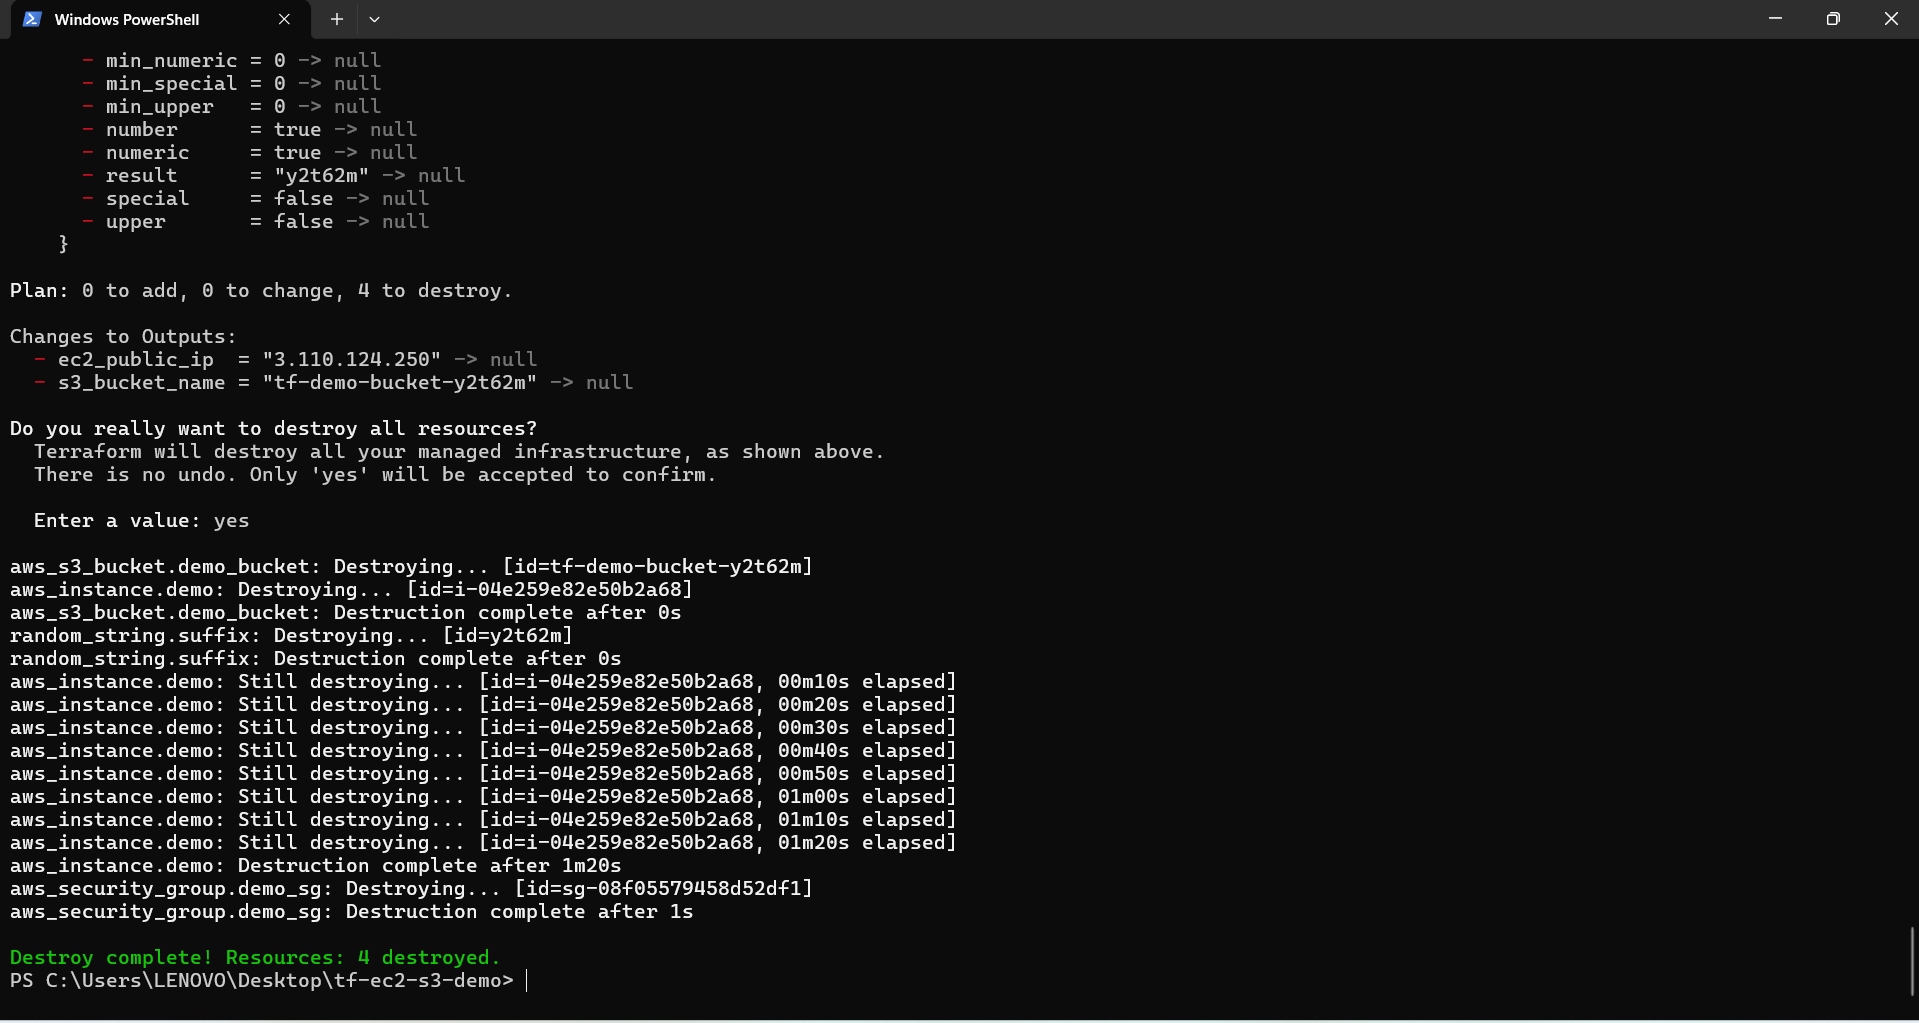 Windows PowerShell
- min_numeric = 0 -> null
- min_special = 0 -> null
- min_upper   = 0 -> null
- number      = true -> null
- numeric     = true -> null
- result      = "y2t62m" -> null
- special     = false -> null
- upper       = false -> null
}
Plan: 0 to add, 0 to change, 4 to destroy.
Changes to Outputs:
- ec2_public_ip  = "3.110.124.250" -> null
- s3_bucket_name = "tf-demo-bucket-y2t62m" -> null
Do you really want to destroy all resources?
Terraform will destroy all your managed infrastructure, as shown above.
There is no undo. Only 'yes' will be accepted to confirm.
Enter a value: yes
aws_s3_bucket.demo_bucket: Destroying... [id=tf-demo-bucket-y2t62m]
aws_instance.demo: Destroying... [id=i-04e259e82e50b2a68]
aws_s3_bucket.demo_bucket: Destruction complete after 0s
random_string.suffix: Destroying... [id=y2t62m]
random_string.suffix: Destruction complete after 0s
aws_instance.demo: Still destroying... [id=i-04e259e82e50b2a68, 00m10s elapsed]
aws_instance.demo: Still destroying... [id=i-04e259e82e50b2a68, 00m20s elapsed]
aws_instance.demo: Still destroying... [id=i-04e259e82e50b2a68, 00m30s elapsed]
aws_instance.demo: Still destroying... [id=i-04e259e82e50b2a68, 00m40s elapsed]
aws_instance.demo: Still destroying... [id=i-04e259e82e50b2a68, 00m50s elapsed]
aws_instance.demo: Still destroying... [id=i-04e259e82e50b2a68, 01m00s elapsed]
aws_instance.demo: Still destroying... [id=i-04e259e82e50b2a68, 01m10s elapsed]
aws_instance.demo: Still destroying... [id=i-04e259e82e50b2a68, 01m20s elapsed]
aws_instance.demo: Destruction complete after 1m20s
aws_security_group.demo_sg: Destroying... [id=sg-08f05579458d52df1]
aws_security_group.demo_sg: Destruction complete after 1s
Destroy complete! Resources: 4 destroyed.
PS C:\Users\LENOVO\Desktop\tf-ec2-s3-demo>